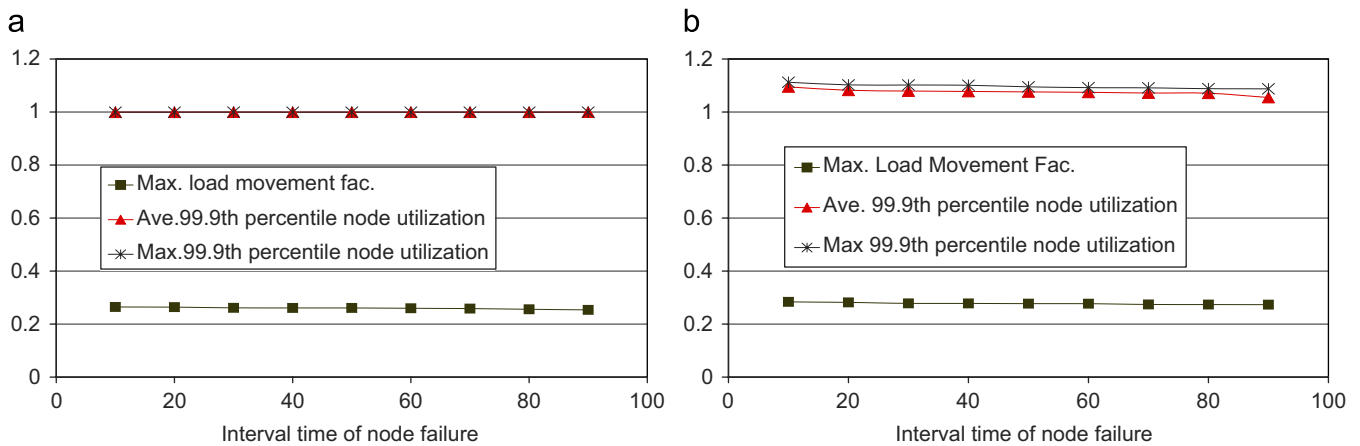 a
1.2
1
0.8
0.6
0.4
0.2
0
Max. load movement fac.
Ave.99.9th percentile node utilization
Max.99.9th percentile node utilization
0 20 40 60 80 100
Interval time of node failure
b
1.2
1
0.8
0.6
0.4
0.2
0
Max. Load Movement Fac.
Ave. 99.9th percentile node utilization
Max 99.9th percentile node utilization
0 20 40 60 80 100
Interval time of node failure